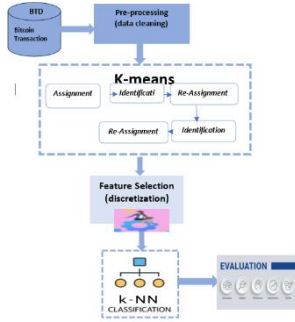 BTD
Bitcoin
Transaction
Pre-processing
(data cleaning)
K-means
Assignment
Identificati
Re-Assignment
Re-Assignment
Identification
Feature Selection
(discretization)
k-NN
CLASSIFICATION
EVALUATION